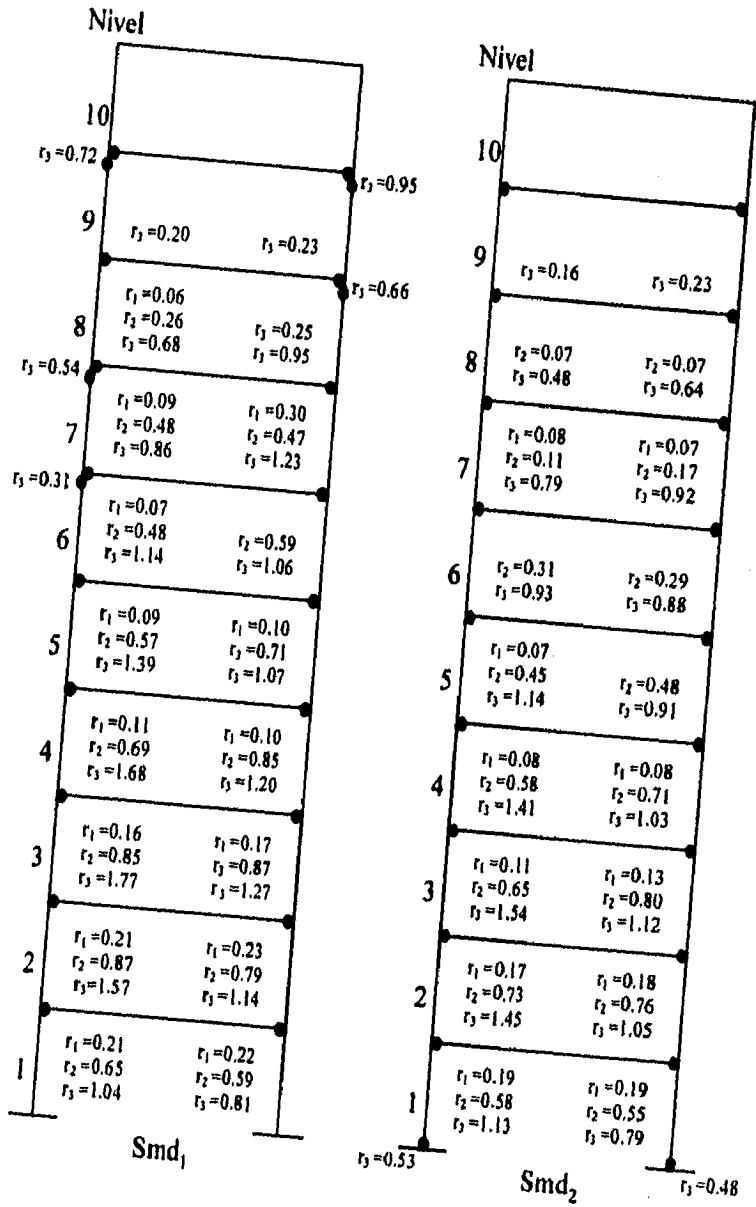 Nivel
10
r₃ =0.72
r₃ =0.95
9
r₃ =0.20 r₃ =0.23
r₃ =0.66
8
r₁ =0.06
r₂ =0.26 r₃ =0.25
r₃ =0.68 r₃ =0.95
r₃ =0.54
7
r₁ =0.09 r₁ =0.30
r₂ =0.48 r₂ =0.47
r₃ =0.86 r₃ =1.23
r₃ =0.31
6
r₁ =0.07
r₂ =0.48 r₂ =0.59
r₃ =1.14 r₃ =1.06
5
r₁ =0.09 r₁ =0.10
r₂ =0.57 r₃ =0.71
r₃ =1.39 r₃ =1.07
4
r₁ =0.11 r₁ =0.10
r₂ =0.69 r₂ =0.85
r₃ =1.68 r₃ =1.20
3
r₁ =0.16 r₁ =0.17
r₂ =0.85 r₃ =0.87
r₃ =1.77 r₃ =1.27
2
r₁ =0.21 r₁ =0.23
r₂ =0.87 r₂ =0.79
r₃ =1.57 r₃ =1.14
1
r₁ =0.21 r₁ =0.22
r₂ =0.65 r₂ =0.59
r₃ =1.04 r₃ =0.81
Smd₁
Nivel
10
9
r₃ =0.16 r₃ =0.23
8
r₂ =0.07 r₂ =0.07
r₃ =0.48 r₃ =0.64
7
r₁ =0.08 r₁ =0.07
r₂ =0.11 r₂ =0.17
r₃ =0.79 r₃ =0.92
6
r₂ =0.31 r₂ =0.29
r₃ =0.93 r₃ =0.88
5
r₁ =0.07
r₂ =0.45 r₂ =0.48
r₃ =1.14 r₃ =0.91
4
r₁ =0.08 r₁ =0.08
r₂ =0.58 r₂ =0.71
r₃ =1.41 r₃ =1.03
3
r₁ =0.11 r₁ =0.13
r₂ =0.65 r₂ =0.80
r₃ =1.54 r₃ =1.12
2
r₁ =0.17 r₁ =0.18
r₂ =0.73 r₂ =0.76
r₃ =1.45 r₃ =1.05
1
r₁ =0.19 r₁ =0.19
r₂ =0.58 r₂ =0.55
r₃ =1.13 r₃ =0.79
r₃ =0.53
r₃ =0.48
Smd₂